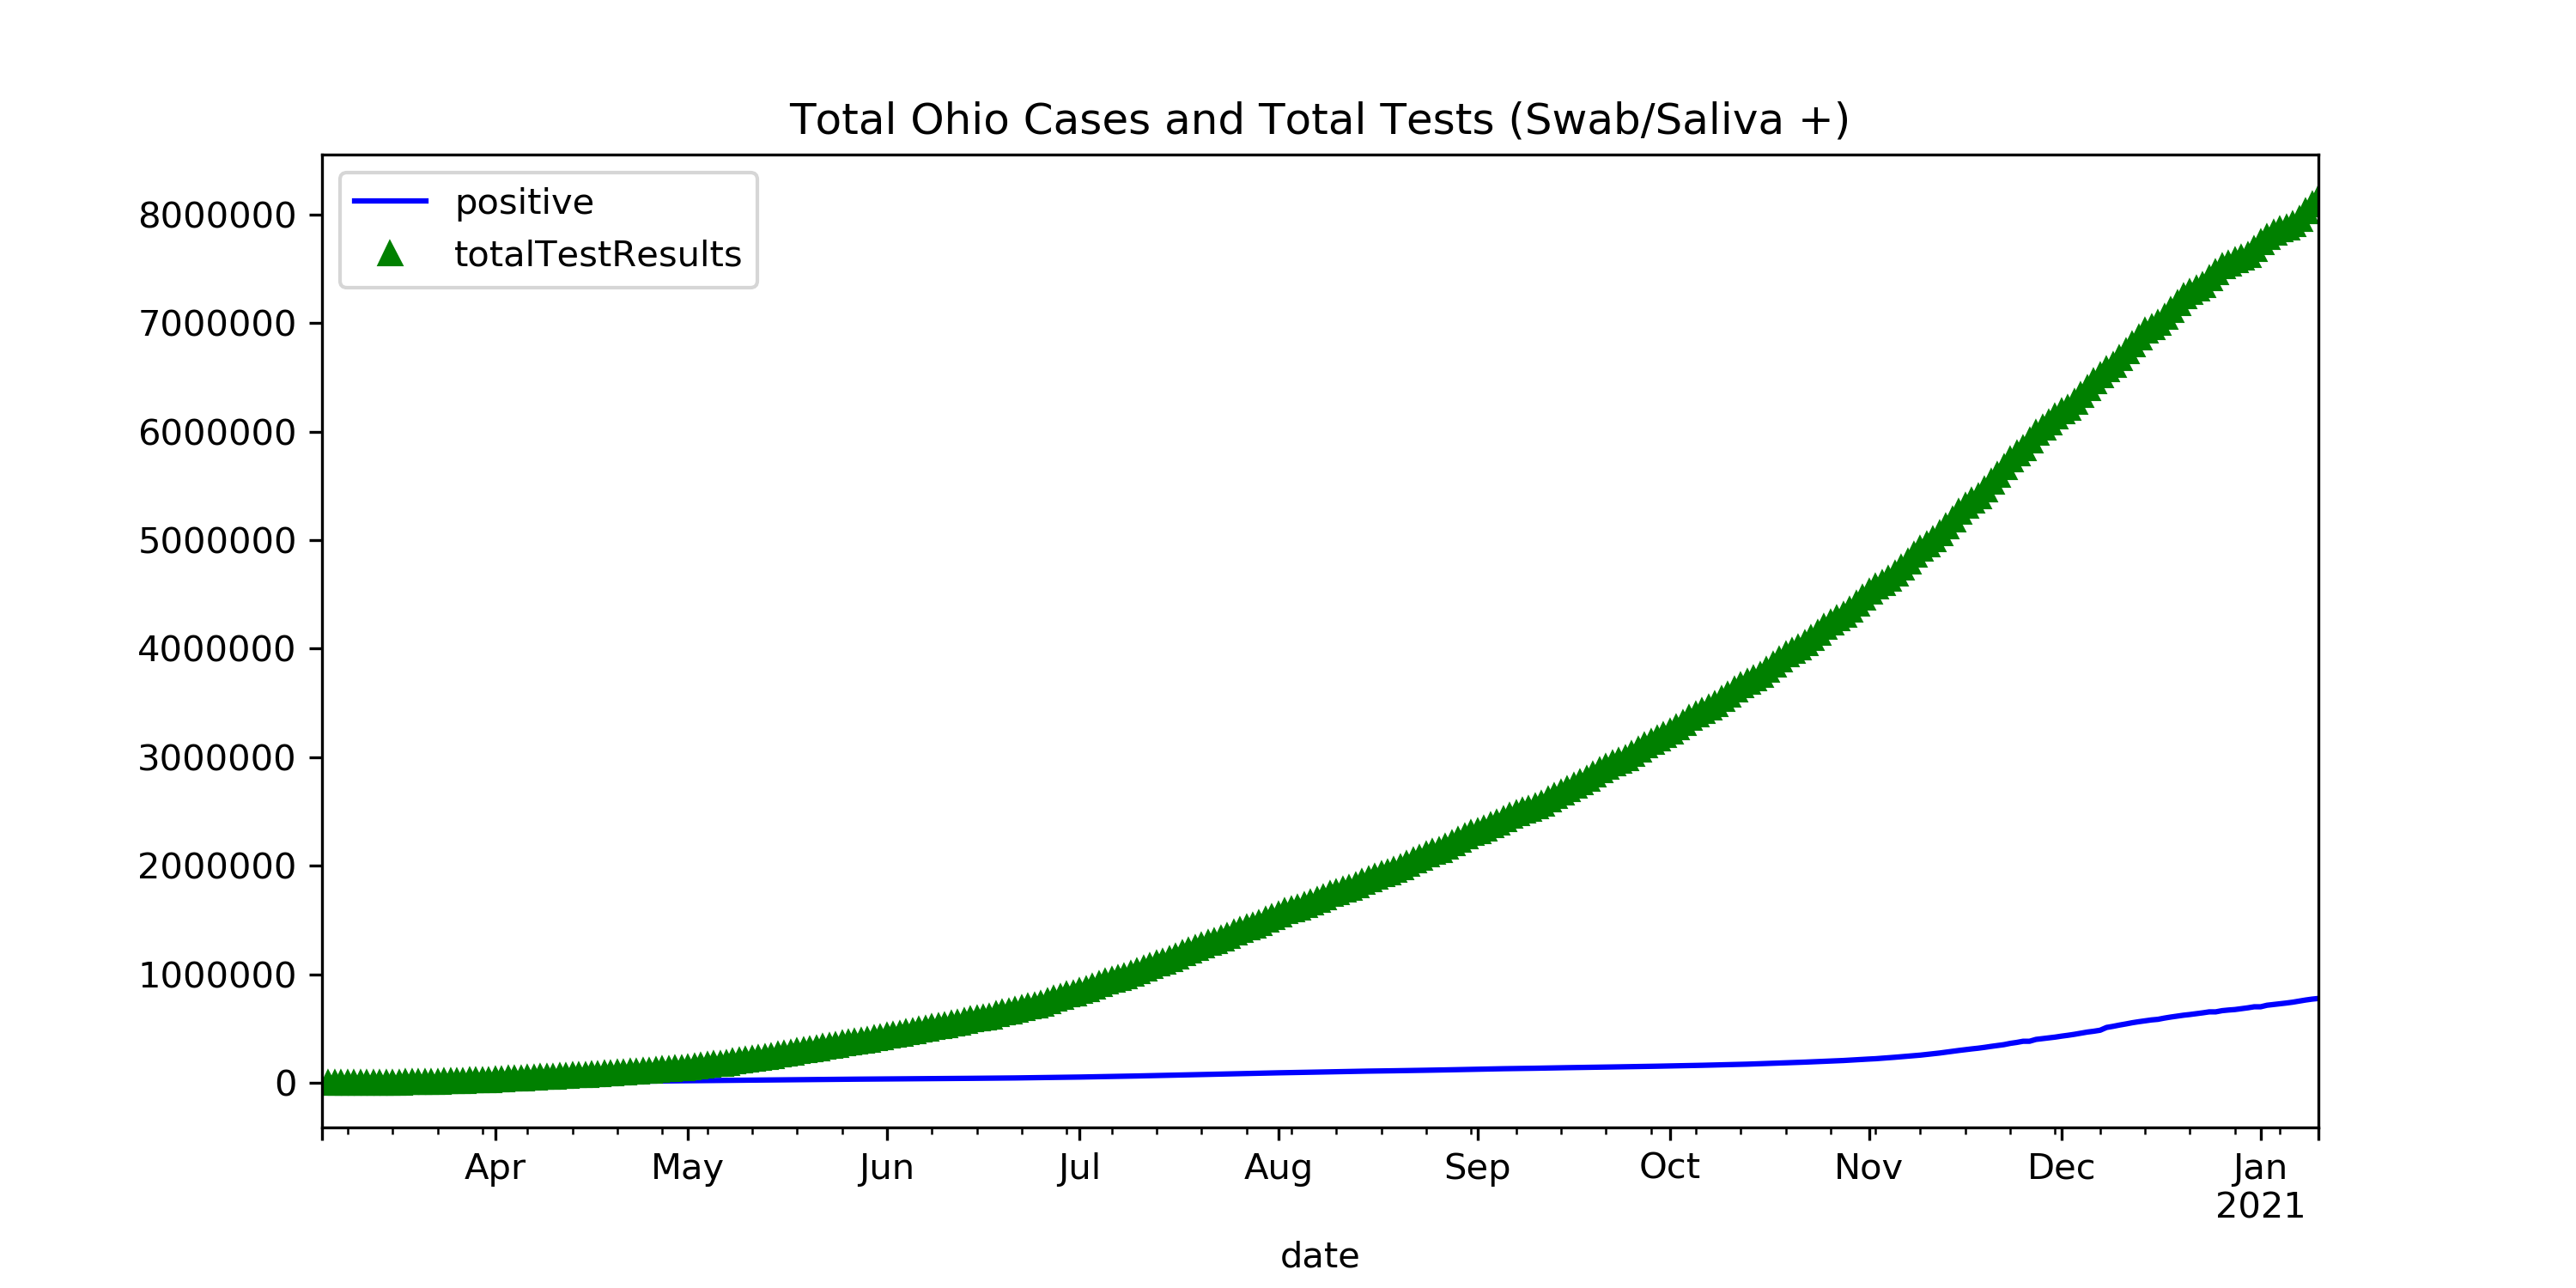 Total Ohio Cases and Total Tests (Swab/Saliva +)
positive
totalTestResults
8000000
7000000
6000000
5000000
4000000
3000000
2000000
1000000
0
Apr May Jun Jul Aug Sep Oct Nov Dec Jan
2021
date